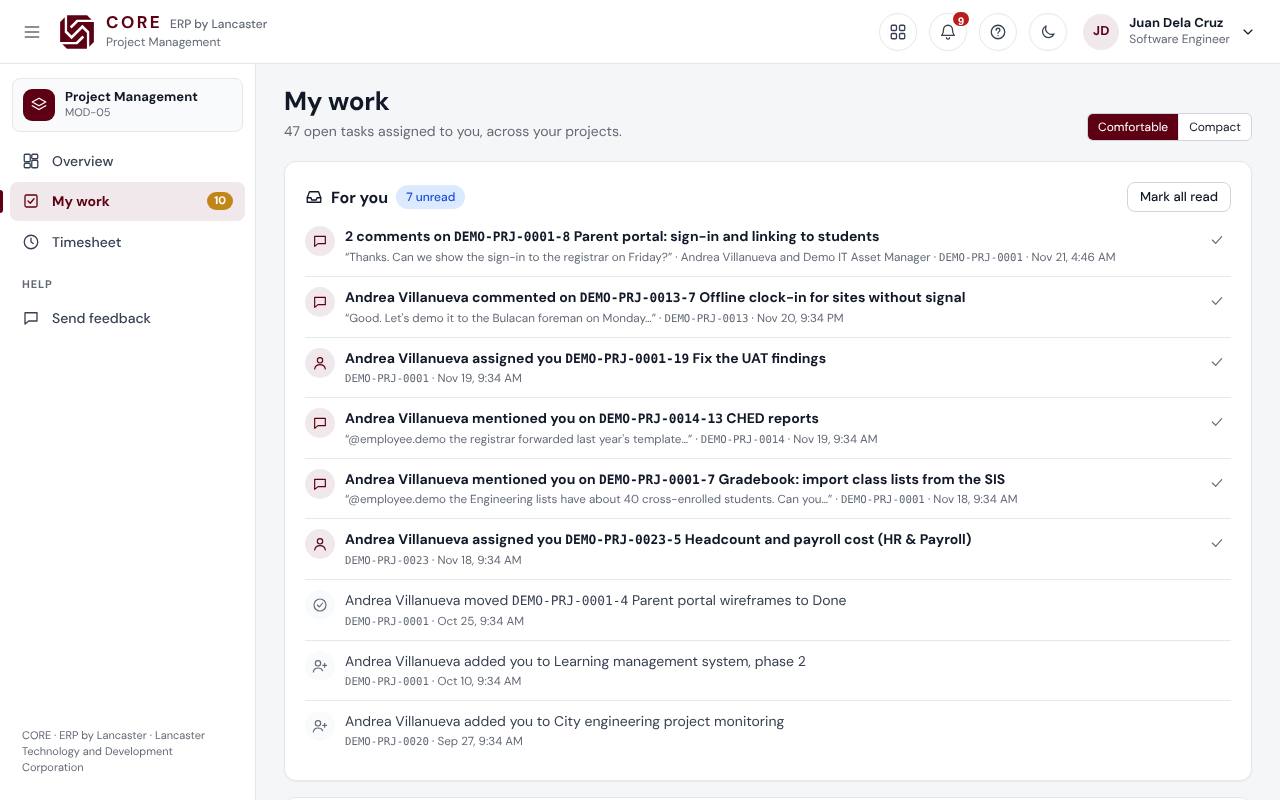 CORE ERP by Lancaster
Project Management
9
JD
Juan Dela Cruz
Software Engineer
Project Management
MOD-05
Overview
My work 10
Timesheet
HELP
Send feedback
CORE · ERP by Lancaster · Lancaster
Technology and Development
Corporation
My work
47 open tasks assigned to you, across your projects.
Comfortable Compact
For you 7 unread Mark all read
2 comments on DEMO-PRJ-0001-8 Parent portal: sign-in and linking to students
“Thanks. Can we show the sign-in to the registrar on Friday?” · Andrea Villanueva and Demo IT Asset Manager · DEMO-PRJ-0001 · Nov 21, 4:46 AM
Andrea Villanueva commented on DEMO-PRJ-0013-7 Offline clock-in for sites without signal
“Good. Let's demo it to the Bulacan foreman on Monday…” · DEMO-PRJ-0013 · Nov 20, 9:34 PM
Andrea Villanueva assigned you DEMO-PRJ-0001-19 Fix the UAT findings
DEMO-PRJ-0001 · Nov 19, 9:34 AM
Andrea Villanueva mentioned you on DEMO-PRJ-0014-13 CHED reports
“@employee.demo the registrar forwarded last year's template…” · DEMO-PRJ-0014 · Nov 19, 9:34 AM
Andrea Villanueva mentioned you on DEMO-PRJ-0001-7 Gradebook: import class lists from the SIS
“@employee.demo the Engineering lists have about 40 cross-enrolled students. Can you…” · DEMO-PRJ-0001 · Nov 18, 9:34 AM
Andrea Villanueva assigned you DEMO-PRJ-0023-5 Headcount and payroll cost (HR & Payroll)
DEMO-PRJ-0023 · Nov 18, 9:34 AM
Andrea Villanueva moved DEMO-PRJ-0001-4 Parent portal wireframes to Done
DEMO-PRJ-0001 · Oct 25, 9:34 AM
Andrea Villanueva added you to Learning management system, phase 2
DEMO-PRJ-0001 · Oct 10, 9:34 AM
Andrea Villanueva added you to City engineering project monitoring
DEMO-PRJ-0020 · Sep 27, 9:34 AM